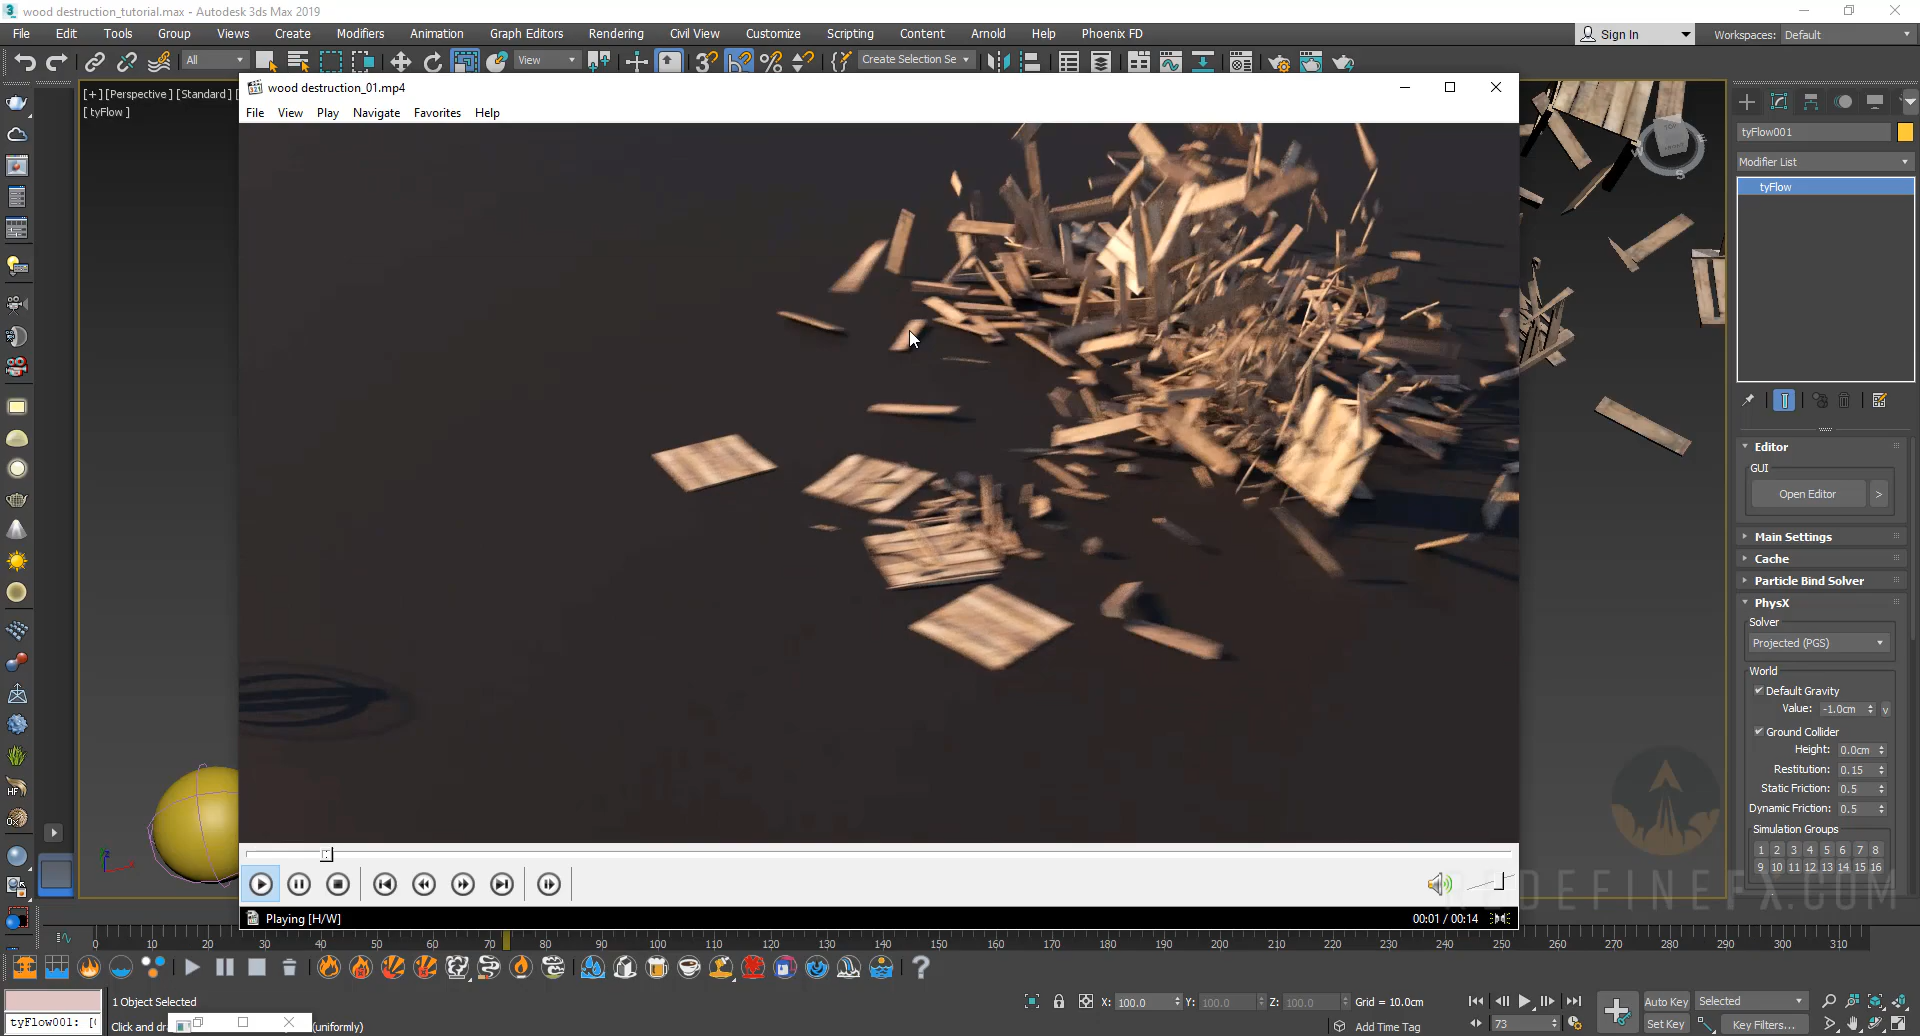 wood destruction_tutorial.max - Autodesk 3ds Max 2019
File Edit Tools Group Views Create Modifiers Animation Graph Editors Rendering Civil View Customize Scripting Content Arnold Help Phoenix FD
Sign In
Workspaces: Default
All
View
Create Selection Se
[+] [Perspective] [Standard] [
[ tyFlow ]
wood destruction_01.mp4
File View Play Navigate Favorites Help
Playing [H/W]
00:01 / 00:14
tyFlow001
Modifier List
tyFlow
Editor
GUI
Open Editor
>
Main Settings
Cache
Particle Bind Solver
PhysX
Solver
Projected (PGS)
World
Default Gravity
Value: -1.0cm
v
Ground Collider
Height: 0.0cm
Restitution: 0.15
Static Friction: 0.5
Dynamic Friction: 0.5
Simulation Groups
1 2 3 4 5 6 7 8
9 10 11 12 13 14 15 16
REDEFINEFX.COM
0 10 20 30 40 50 60 70 80 90 100 110 120 130 140 150 160 170 180 190 200 210 220 230 240 250 260 270 280 290 300 310
1 Object Selected
X: 100.0 Y: 100.0 Z: 100.0 Grid = 10.0cm
Auto Key Selected
tyFlow001: [
Click and dra
(uniformly)
Add Time Tag
73
Set Key
Key Filters...